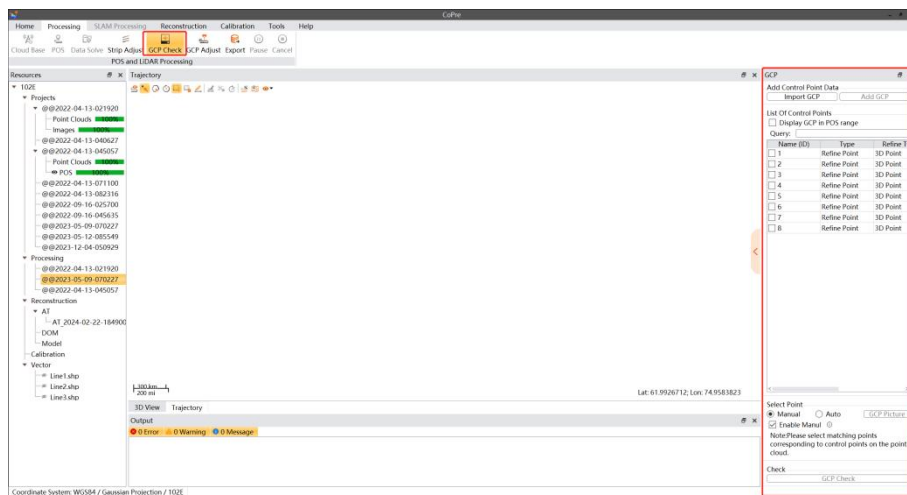 CoPre
Home Processing SLAM Processing Reconstruction Calibration Tools Help
Cloud Base POS Data Solve Strip Adjust GCP Check GCP Adjust Export Pause Cancel
POS and LiDAR Processing
Resources
102E
Projects
@@2022-04-13-021920
Point Clouds 100%
Images 100%
@@2022-04-13-040627
@@2022-04-13-045057
Point Clouds 100%
POS 100%
@@2022-04-13-071100
@@2022-04-13-082316
@@2022-09-16-025700
@@2022-09-16-045635
@@2023-05-09-070227
@@2023-05-12-085549
@@2023-12-04-050929
Processing
@@2022-04-13-021920
@@2023-05-09-070227
@@2022-04-13-045057
Reconstruction
AT
AT_2024-02-22-184900
DOM
Model
Calibration
Vector
Line1.shp
Line2.shp
Line3.shp
Trajectory
300 km
200 mi
Lat: 61.9926712; Lon: 74.9583823
3D View Trajectory
Output
0 Error 0 Warning 0 Message
GCP
Add Control Point Data
Import GCP Add GCP
List Of Control Points
Display GCP in POS range
Query:
Name (ID) Type Refine T
1 Refine Point 3D Point
2 Refine Point 3D Point
3 Refine Point 3D Point
4 Refine Point 3D Point
5 Refine Point 3D Point
6 Refine Point 3D Point
7 Refine Point 3D Point
8 Refine Point 3D Point
Select Point
Manual Auto GCP Picture
Enable Manul
Note:Please select matching points
corresponding to control points on the point
cloud.
Check
GCP Check
Coordinate System: WGS84 / Gaussian Projection / 102E